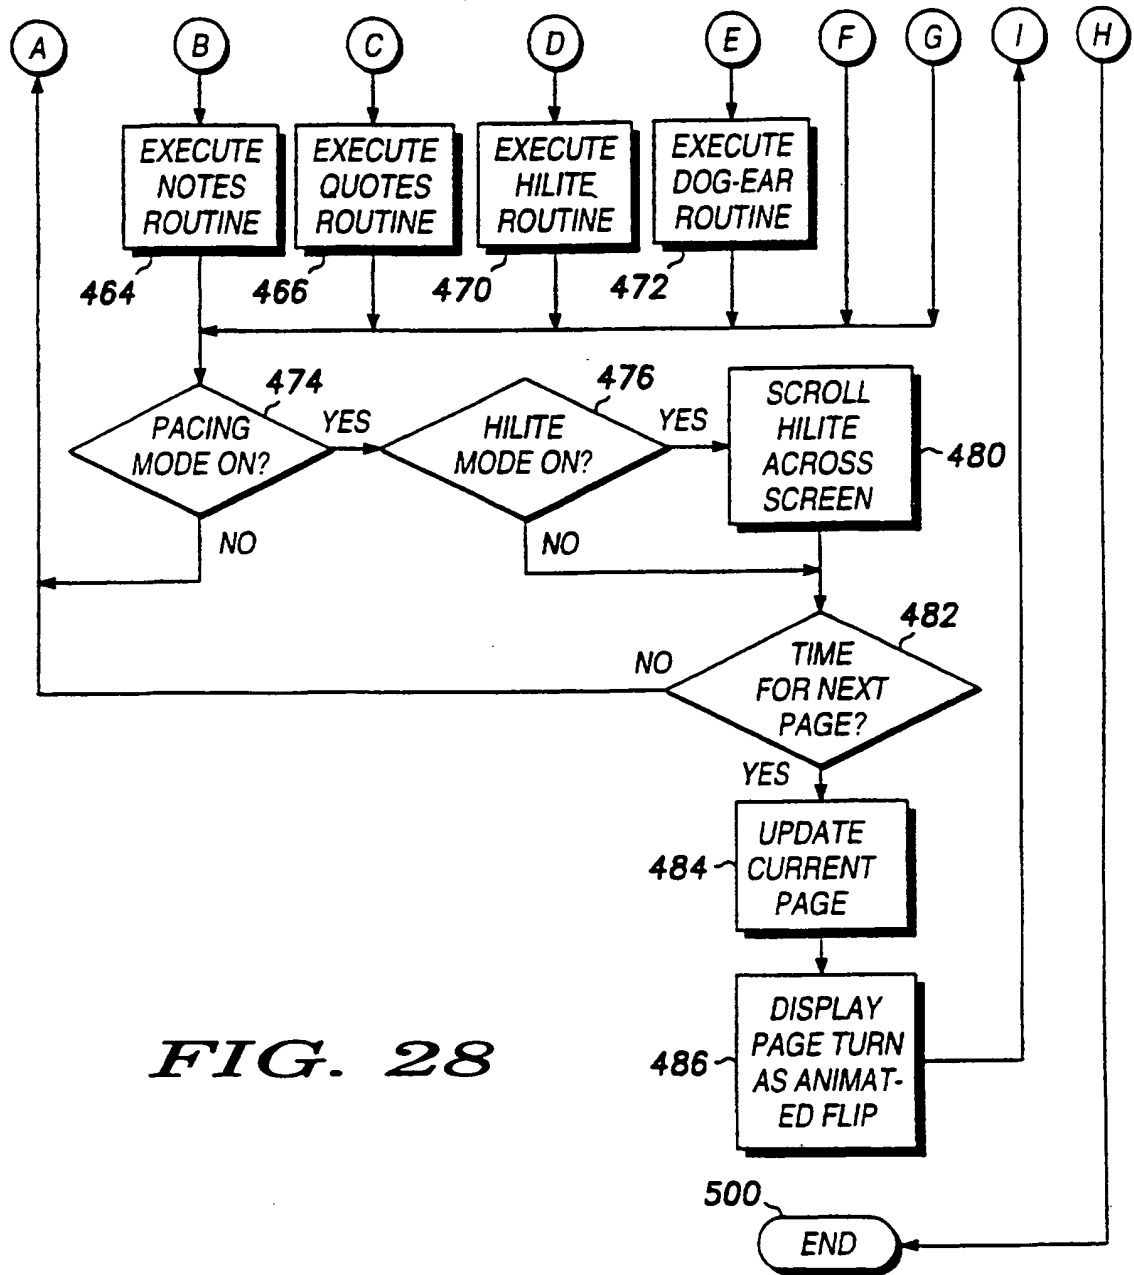 A B C D E F G I H
EXECUTE
NOTES
ROUTINE
464
EXECUTE
QUOTES
ROUTINE
466
EXECUTE
HILITE
ROUTINE
470
EXECUTE
DOG-EAR
ROUTINE
472
PACING
MODE ON?
474
YES
NO
HILITE
MODE ON?
476
YES
NO
SCROLL
HILITE
ACROSS
SCREEN
480
TIME
FOR NEXT
PAGE?
482
NO
YES
UPDATE
CURRENT
PAGE
484
DISPLAY
PAGE TURN
AS ANIMAT-
ED FLIP
486
FIG. 28
500
END